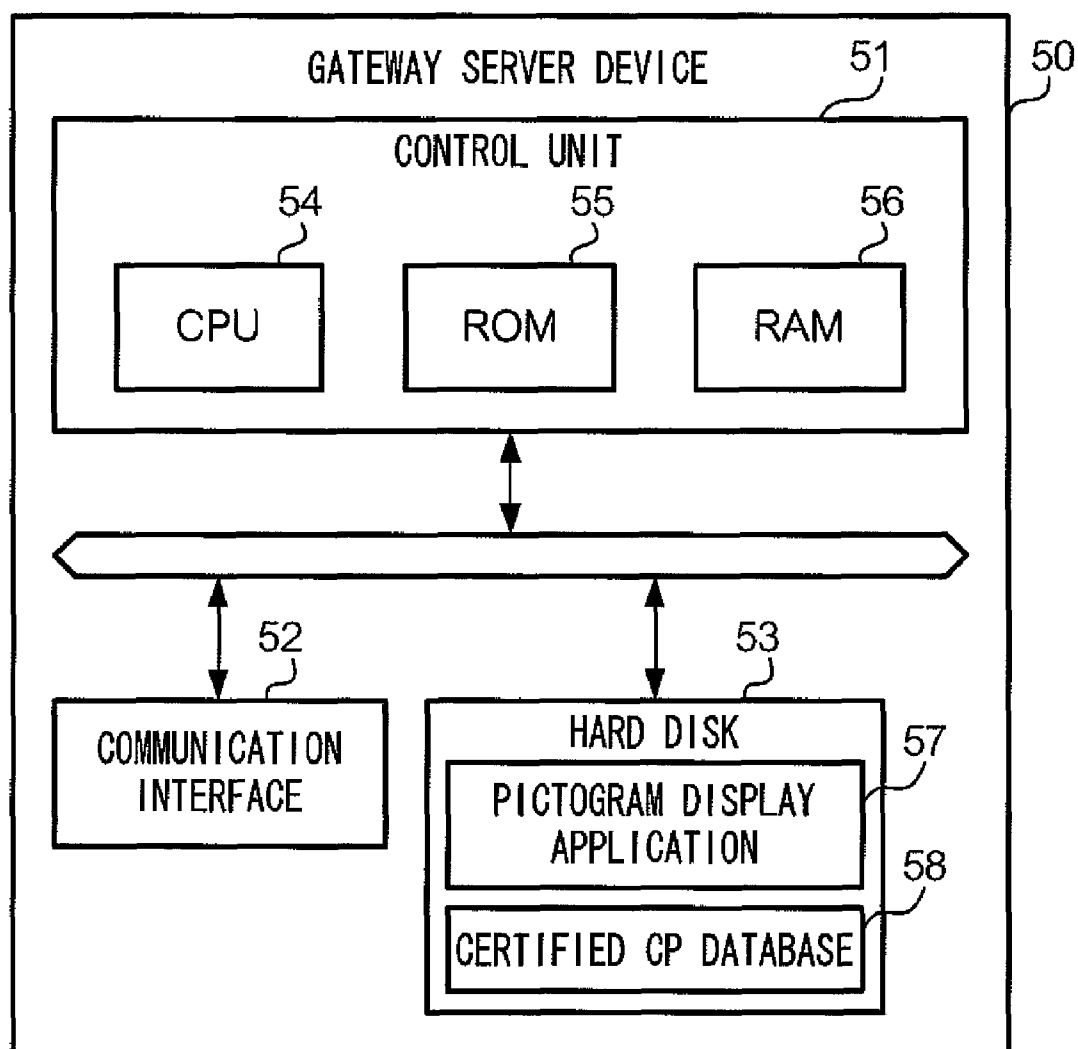 GATEWAY SERVER DEVICE
50
51
CONTROL UNIT
54
55
56
CPU
ROM
RAM
52
53
COMMUNICATION
INTERFACE
HARD DISK
57
PICTOGRAM DISPLAY
APPLICATION
58
CERTIFIED CP DATABASE